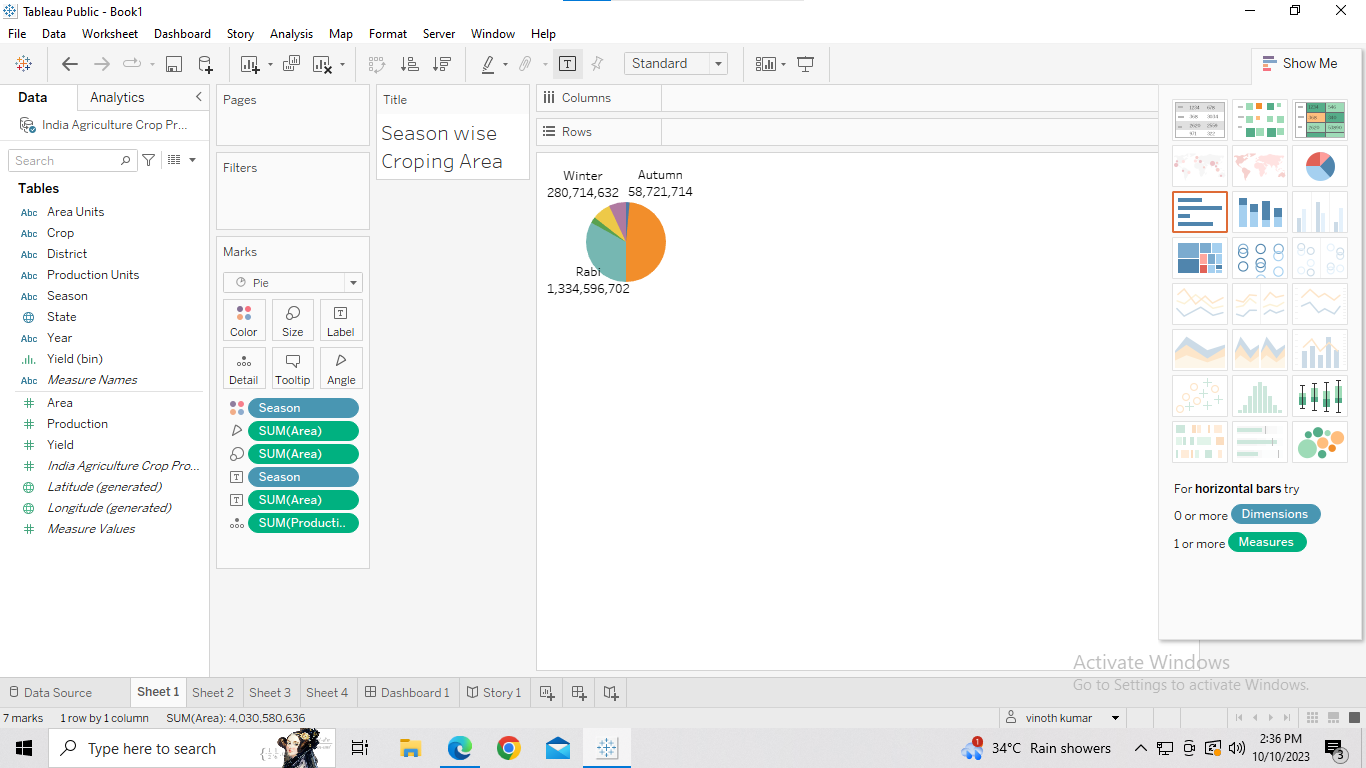 Tableau Public - Book1
File Data Worksheet Dashboard Story Analysis Map Format Server Window Help
Standard
Show Me
Data Analytics
India Agriculture Crop Pr...
Search
Tables
Abc Area Units
Abc Crop
Abc District
Abc Production Units
Abc Season
State
Abc Year
Yield (bin)
Abc Measure Names
Area
Production
Yield
India Agriculture Crop Pro...
Latitude (generated)
Longitude (generated)
Measure Values
Pages
Filters
Marks
Pie
Color Size Label
Detail Tooltip Angle
Season
SUM(Area)
SUM(Area)
Season
SUM(Area)
SUM(Producti..
Title
Season wise
Croping Area
Columns
Rows
Winter
280,714,632
Autumn
58,721,714
Rabi
1,334,596,702
For horizontal bars try
0 or more Dimensions
1 or more Measures
Activate Windows
Go to Settings to activate Windows.
Data Source Sheet 1 Sheet 2 Sheet 3 Sheet 4 Dashboard 1 Story 1
7 marks 1 row by 1 column SUM(Area): 4,030,580,636
vinoth kumar
Type here to search
1
34°C Rain showers
2:36 PM
10/10/2023
3